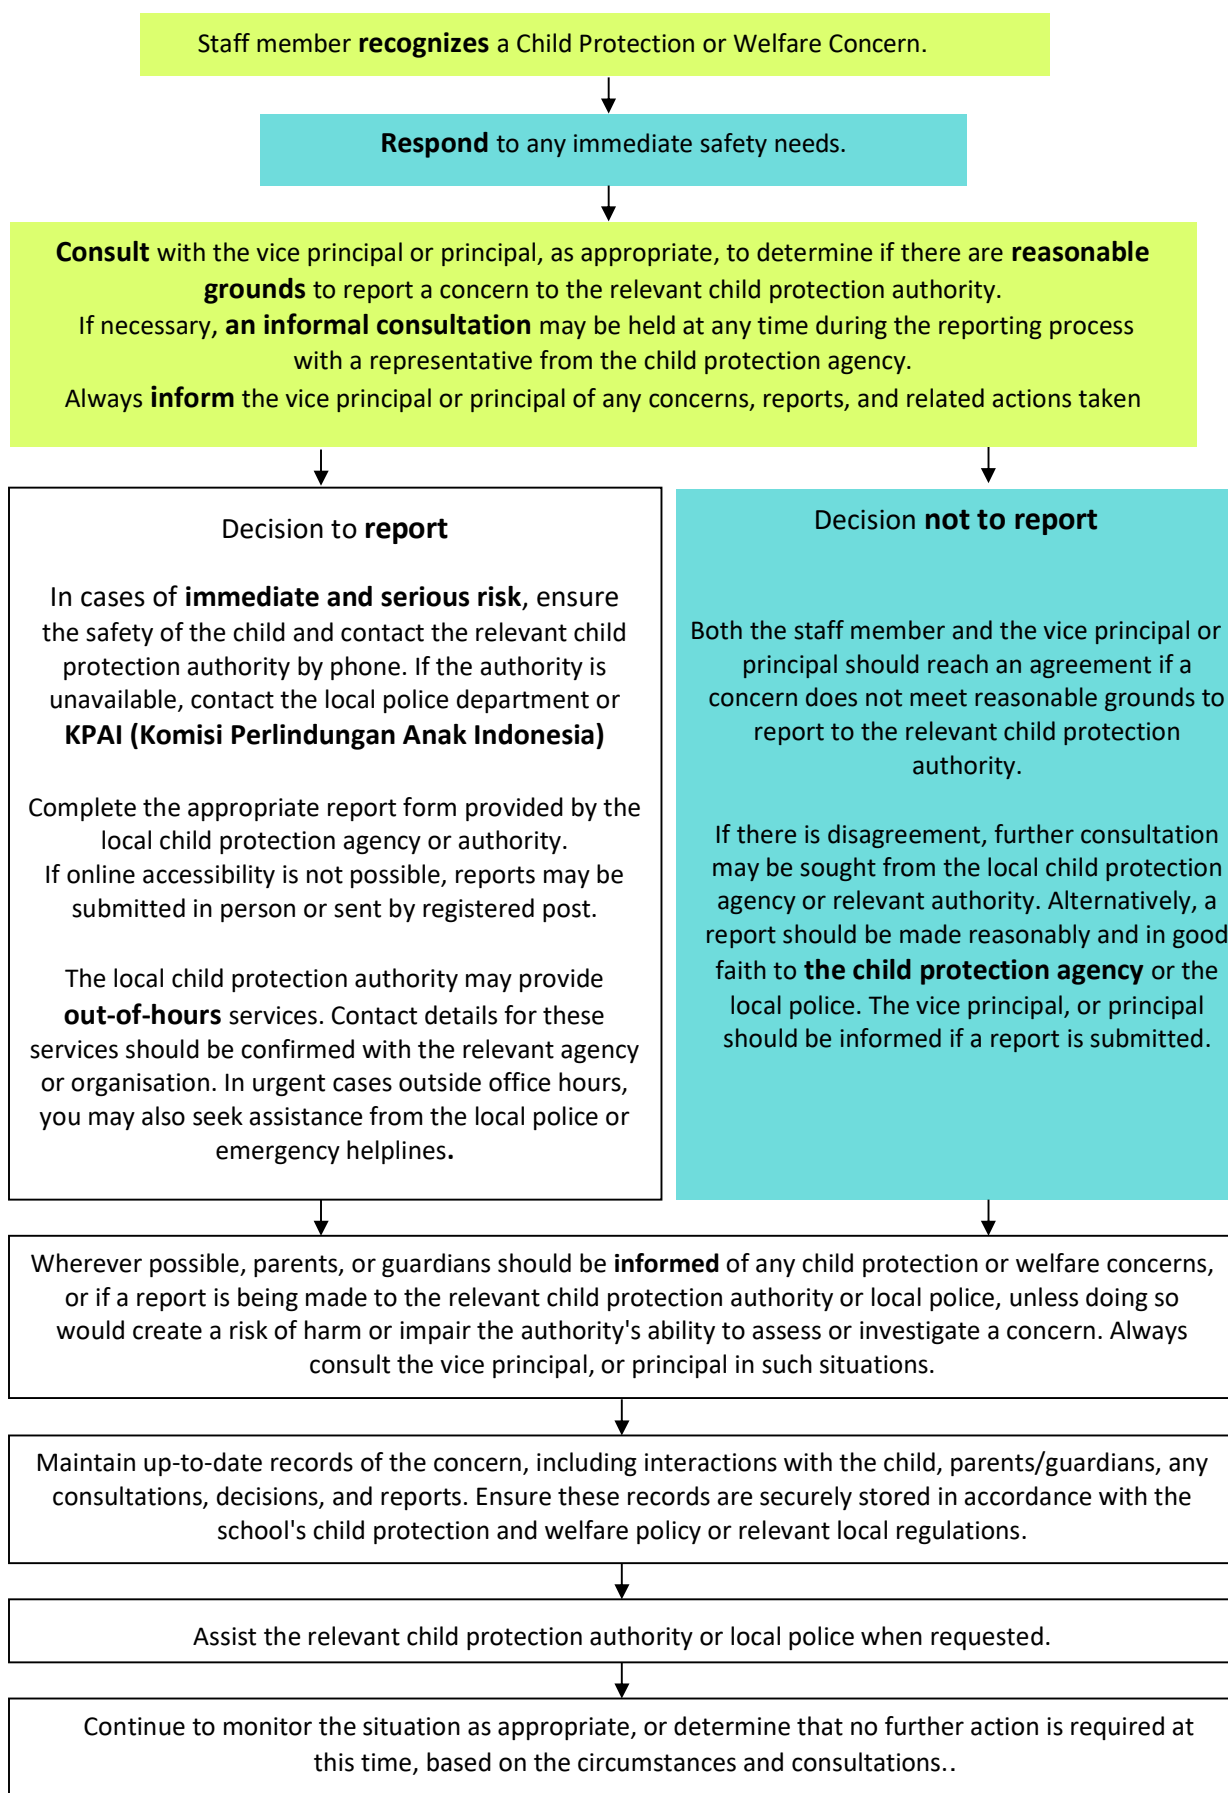 Staff member recognizes a Child Protection or Welfare Concern.
Respond to any immediate safety needs.
Consult with the vice principal or principal, as appropriate, to determine if there are reasonable
grounds to report a concern to the relevant child protection authority.
If necessary, an informal consultation may be held at any time during the reporting process
with a representative from the child protection agency.
Always inform the vice principal or principal of any concerns, reports, and related actions taken
Decision to report
In cases of immediate and serious risk, ensure
the safety of the child and contact the relevant child
protection authority by phone. If the authority is
unavailable, contact the local police department or
KPAI (Komisi Perlindungan Anak Indonesia)
Complete the appropriate report form provided by the
local child protection agency or authority.
If online accessibility is not possible, reports may be
submitted in person or sent by registered post.
The local child protection authority may provide
out-of-hours services. Contact details for these
services should be confirmed with the relevant agency
or organisation. In urgent cases outside office hours,
you may also seek assistance from the local police or
emergency helplines.
Decision not to report
Both the staff member and the vice principal or
principal should reach an agreement if a
concern does not meet reasonable grounds to
report to the relevant child protection
authority.
If there is disagreement, further consultation
may be sought from the local child protection
agency or relevant authority. Alternatively, a
report should be made reasonably and in good
faith to the child protection agency or the
local police. The vice principal, or principal
should be informed if a report is submitted.
Wherever possible, parents, or guardians should be informed of any child protection or welfare concerns,
or if a report is being made to the relevant child protection authority or local police, unless doing so
would create a risk of harm or impair the authority's ability to assess or investigate a concern. Always
consult the vice principal, or principal in such situations.
Maintain up-to-date records of the concern, including interactions with the child, parents/guardians, any
consultations, decisions, and reports. Ensure these records are securely stored in accordance with the
school's child protection and welfare policy or relevant local regulations.
Assist the relevant child protection authority or local police when requested.
Continue to monitor the situation as appropriate, or determine that no further action is required at
this time, based on the circumstances and consultations..